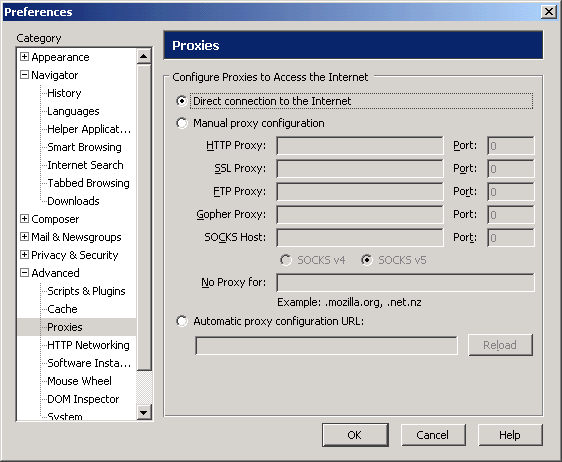 Preferences
Category
Appearance
Navigator
History
Languages
Helper Applicat...
Smart Browsing
Internet Search
Tabbed Browsing
Downloads
Composer
Mail & Newsgroups
Privacy & Security
Advanced
Scripts & Plugins
Cache
Proxies
HTTP Networking
Software Insta...
Mouse Wheel
DOM Inspector
System
Proxies
Configure Proxies to Access the Internet
Direct connection to the Internet
Manual proxy configuration
HTTP Proxy: Port: 0
SSL Proxy: Port: 0
FTP Proxy: Port: 0
Gopher Proxy: Port: 0
SOCKS Host: Port: 0
SOCKS v4 SOCKS v5
No Proxy for:
Example: .mozilla.org, .net.nz
Automatic proxy configuration URL:
Reload
OK Cancel Help